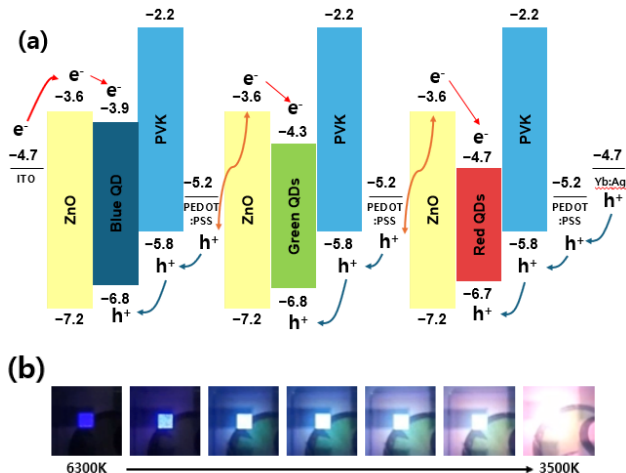 (a)
−2.2
−2.2
−2.2
e⁻
−3.6
e⁻
−3.9
PVK
e⁻
−4.7
ITO
ZnO
Blue QD
−5.2
PEDOT
:PSS
h⁺
−5.8
h⁺
−6.8
h⁺
−7.2
e⁻
−3.6
e⁻
−4.3
PVK
ZnO
Green QDs
−5.2
PEDOT
:PSS
h⁺
−5.8
h⁺
−6.8
h⁺
−7.2
e⁻
−3.6
e⁻
−4.7
PVK
ZnO
Red QDs
−5.2
PEDOT
:PSS
h⁺
−4.7
Yb:Ag
h⁺
−5.8
h⁺
−6.7
h⁺
−7.2
(b)
6300K
3500K